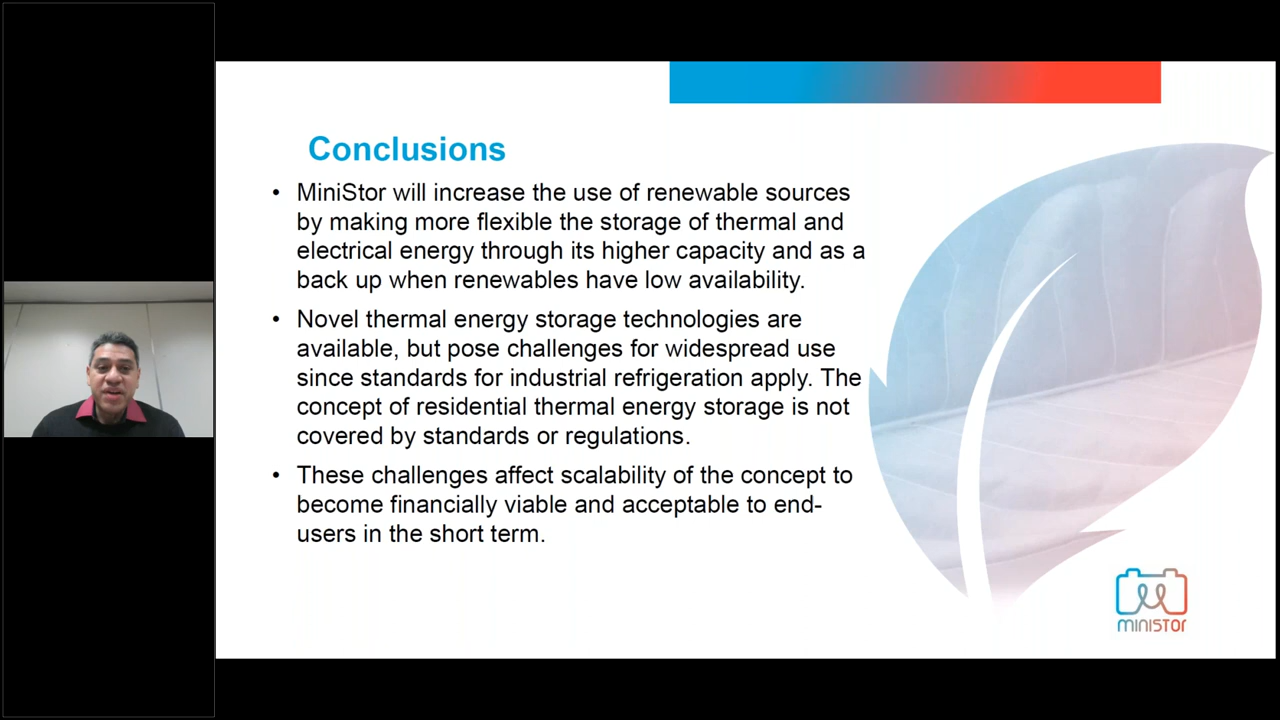 Conclusions
• MiniStor will increase the use of renewable sources
by making more flexible the storage of thermal and
electrical energy through its higher capacity and as a
back up when renewables have low availability.
• Novel thermal energy storage technologies are
available, but pose challenges for widespread use
since standards for industrial refrigeration apply. The
concept of residential thermal energy storage is not
covered by standards or regulations.
• These challenges affect scalability of the concept to
become financially viable and acceptable to end-
users in the short term.
MINISTOR